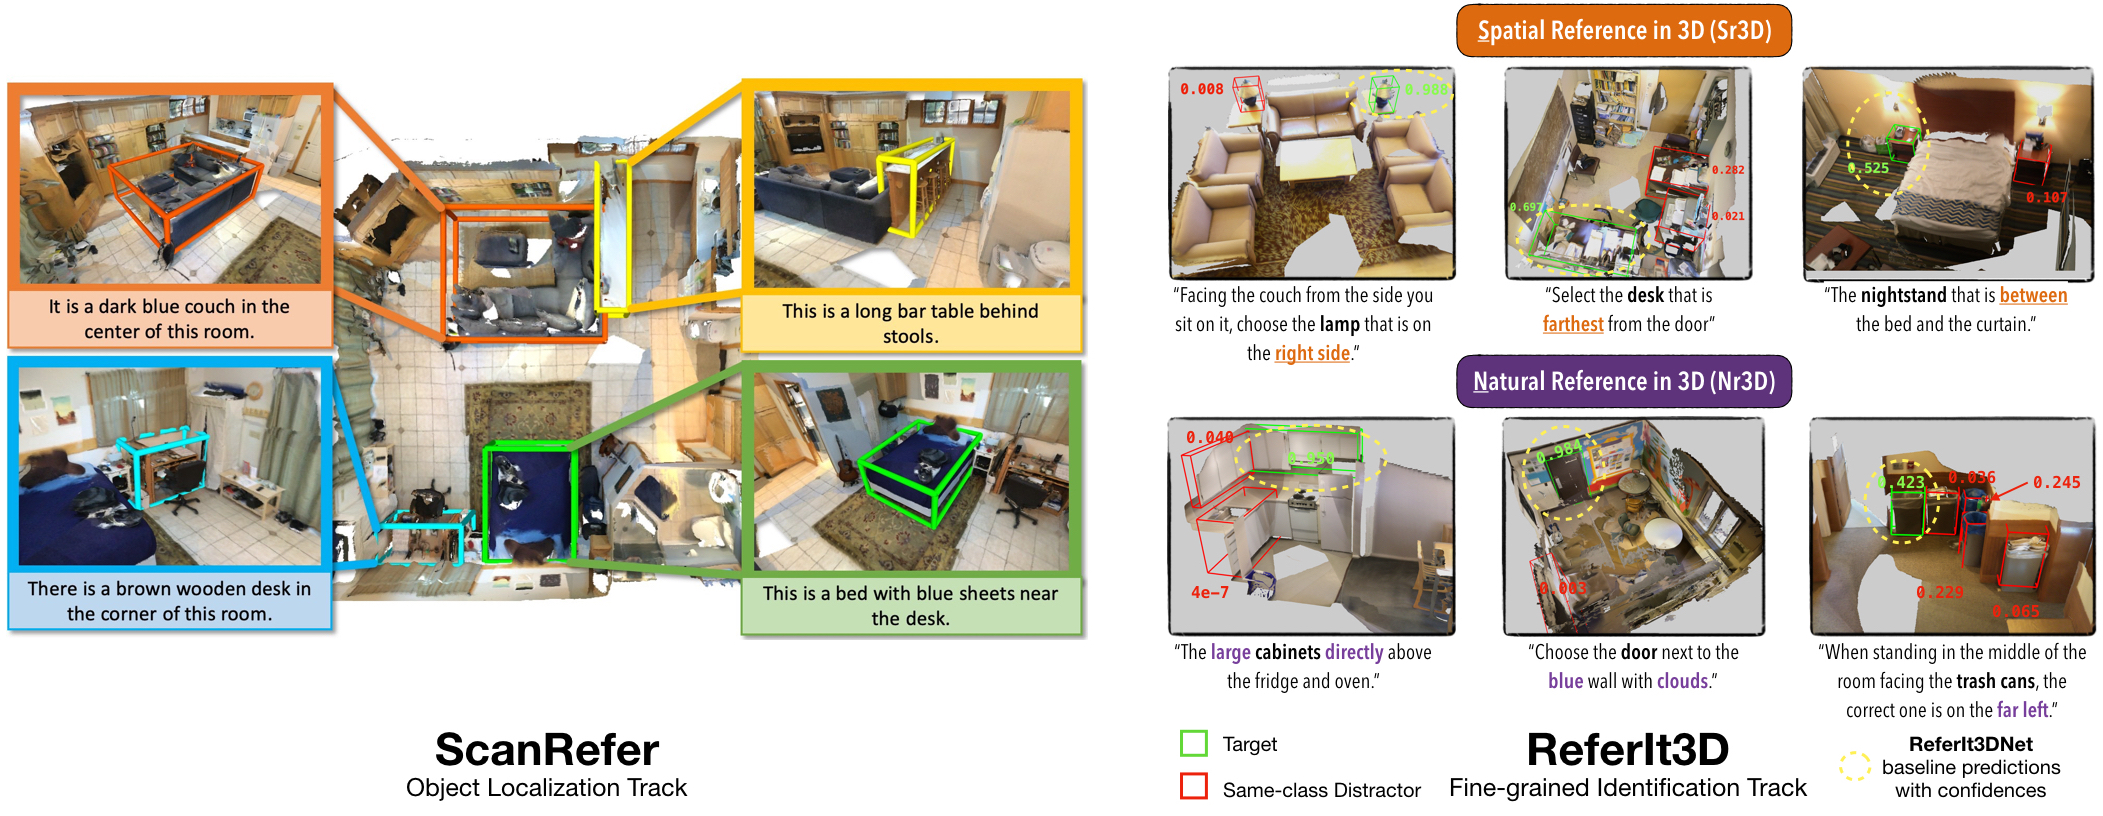 It is a dark blue couch in the
center of this room.
This is a long bar table behind
stools.
There is a brown wooden desk in
the corner of this room.
This is a bed with blue sheets near
the desk.
ScanRefer
Object Localization Track
Spatial Reference in 3D (Sr3D)
0.008
0.988
0.282
0.697
0.021
0.525
0.107
“Facing the couch from the side you
sit on it, choose the lamp that is on
the right side.”
“Select the desk that is
farthest from the door”
“The nightstand that is between
the bed and the curtain.”
Natural Reference in 3D (Nr3D)
0.040
0.950
4e-7
0.984
0.003
0.423
0.036
0.245
0.229
0.065
“The large cabinets directly above
the fridge and oven.”
“Choose the door next to the
blue wall with clouds.”
“When standing in the middle of the
room facing the trash cans, the
correct one is on the far left.”
Target
Same-class Distractor
ReferIt3D
Fine-grained Identification Track
ReferIt3DNet
baseline predictions
with confidences